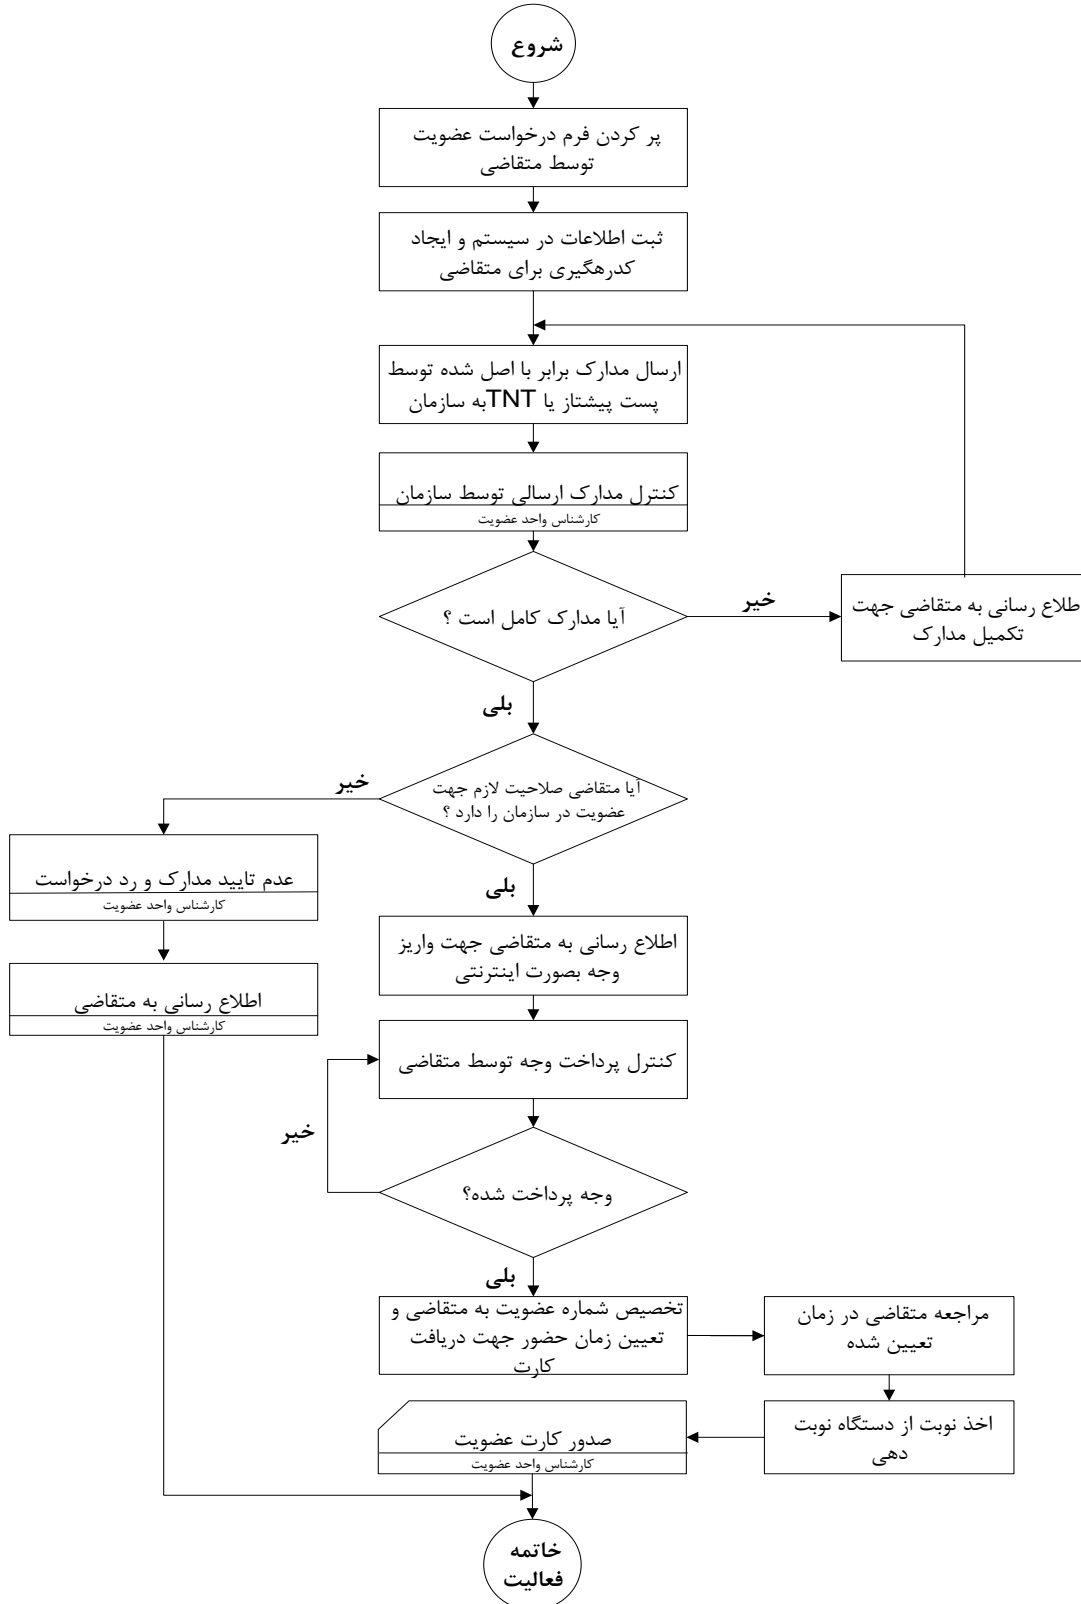 شروع
پر کردن فرم درخواست عضویت
توسط متقاضی
ثبت اطلاعات در سیستم و ایجاد
کدرهگیری برای متقاضی
ارسال مدارک برابر با اصل شده توسط
پست پیشتاز یا TNTبه سازمان
کنترل مدارک ارسالی توسط سازمان
کارشناس واحد عضویت
آیا مدارک کامل است ؟
خیر
طلاع رسانی به متقاضی جهت
تکمیل مدارک
بلی
آیا متقاضی صلاحیت لازم جهت
عضویت در سازمان را دارد ؟
خیر
عدم تایید مدارک و رد درخواست
کارشناس واحد عضویت
اطلاع رسانی به متقاضی
کارشناس واحد عضویت
بلی
اطلاع رسانی به متقاضی جهت واریز
وجه بصورت اینترنتی
کنترل پرداخت وجه توسط متقاضی
خیر
وجه پرداخت شده؟
بلی
تخصیص شماره عضویت به متقاضی و
تعیین زمان حضور جهت دریافت
کارت
مراجعه متقاضی در زمان
تعیین شده
اخذ نوبت از دستگاه نوبت
دهی
صدور کارت عضویت
کارشناس واحد عضویت
خاتمه
فعالیت